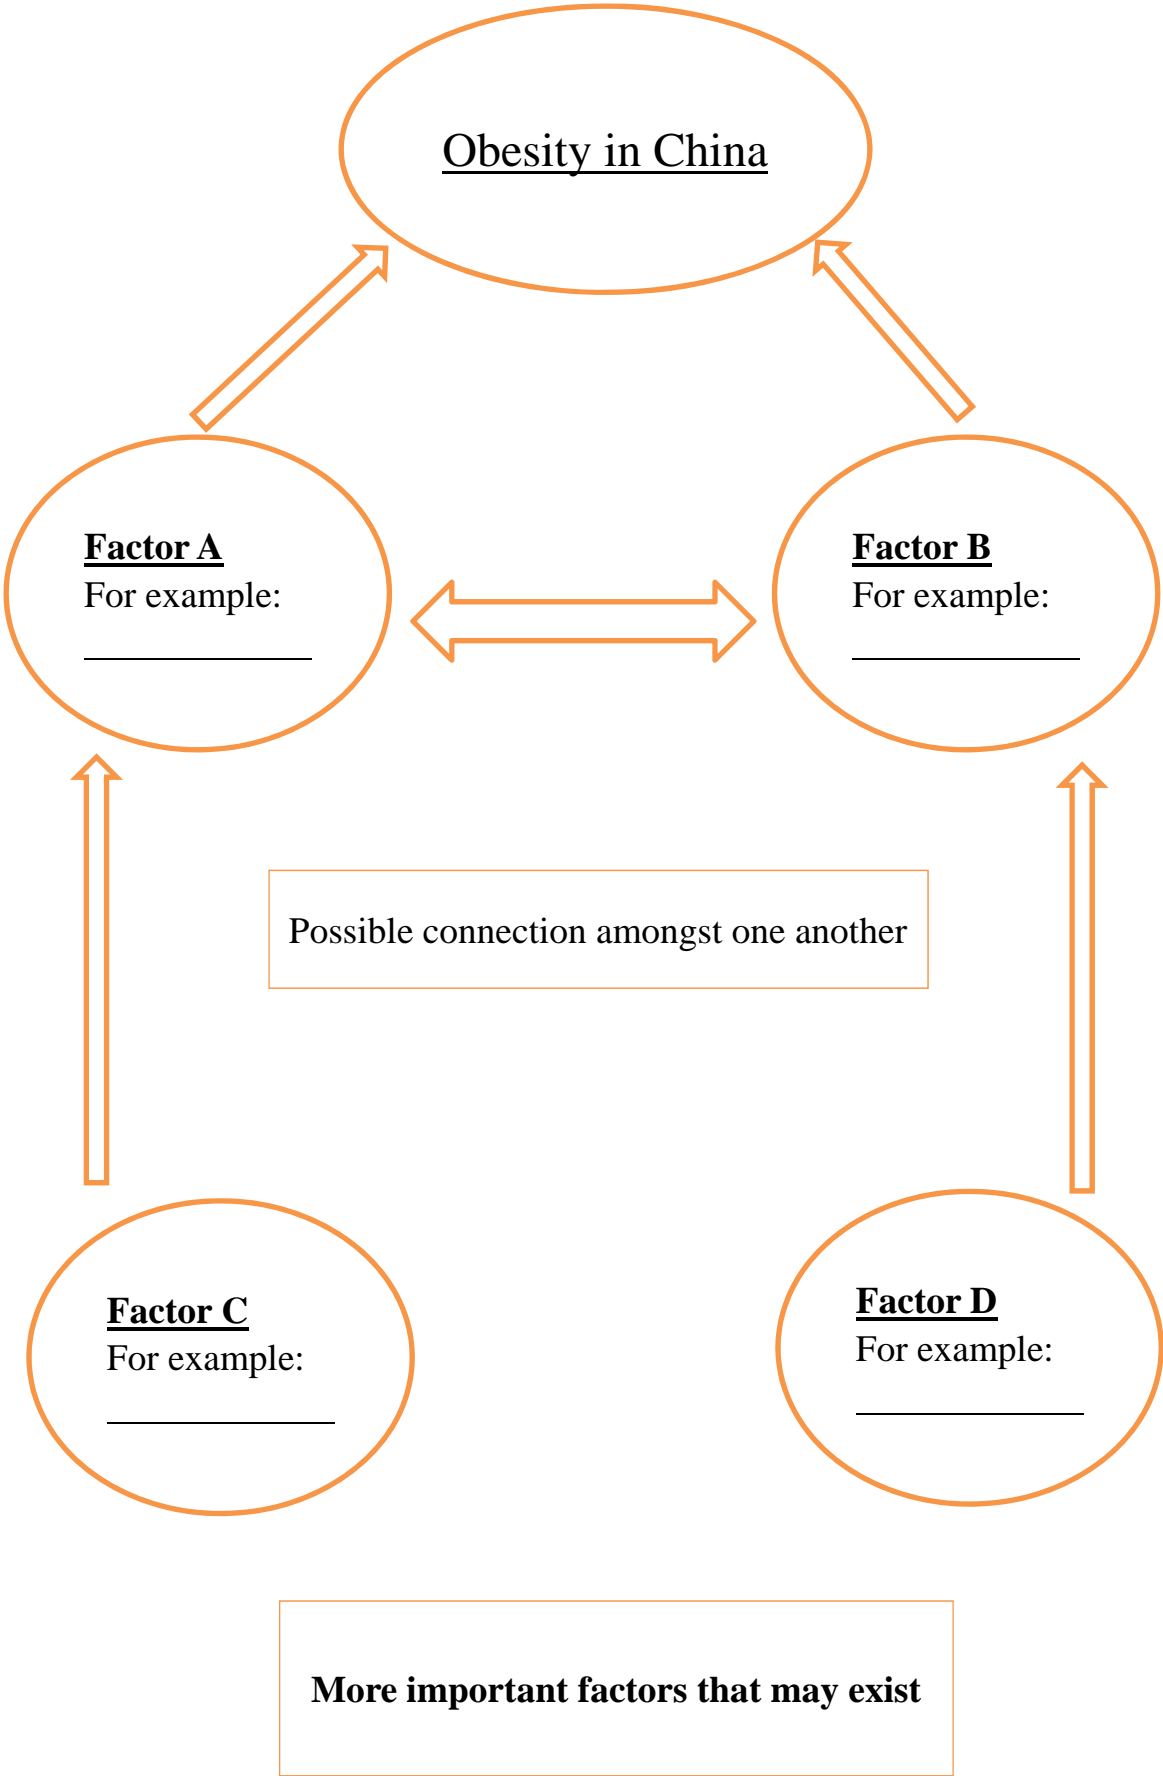 Obesity in China
Factor A
For example:
Factor B
For example:
Possible connection amongst one another
Factor C
For example:
Factor D
For example:
More important factors that may exist